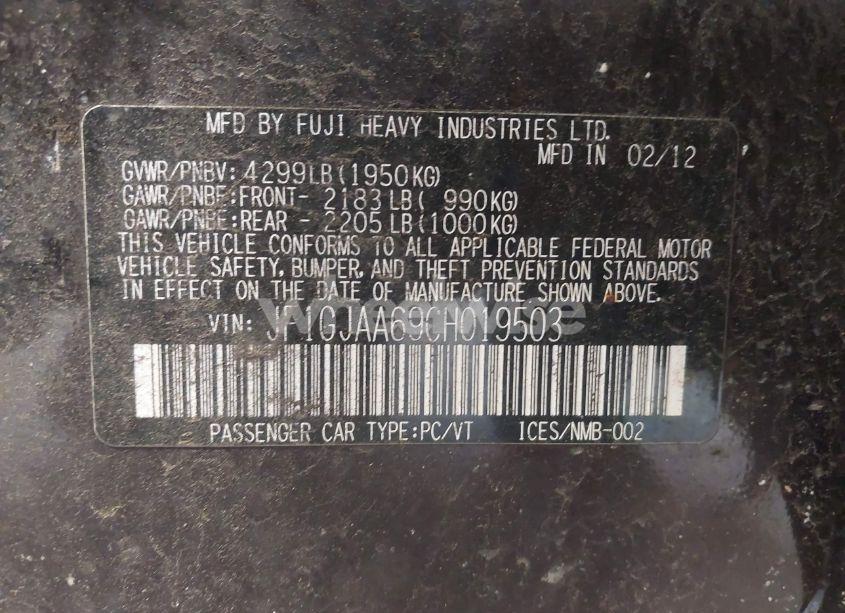 MFD BY FUJI HEAVY INDUSTRIES LTD.
MFD IN 02/12
GVWR/PNBV: 4299LB(1950KG)
GAWR/PNBE:FRONT- 2183LB( 990KG)
GAWR/PNBE:REAR - 2205LB(1000KG)
THIS VEHICLE CONFORMS TO ALL APPLICABLE FEDERAL MOTOR
VEHICLE SAFETY, BUMPER, AND THEFT PREVENTION STANDARDS
IN EFFECT ON THE DATE OF MANUFACTURE SHOWN ABOVE.
VIN: JF1GJAA69CH019503
PASSENGER CAR TYPE:PC/VT ICES/NMB-002